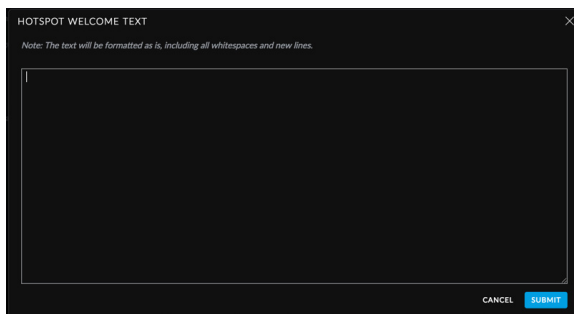 HOTSPOT WELCOME TEXT
Note: The text will be formatted as is, including all whitespaces and new lines.
CANCEL SUBMIT